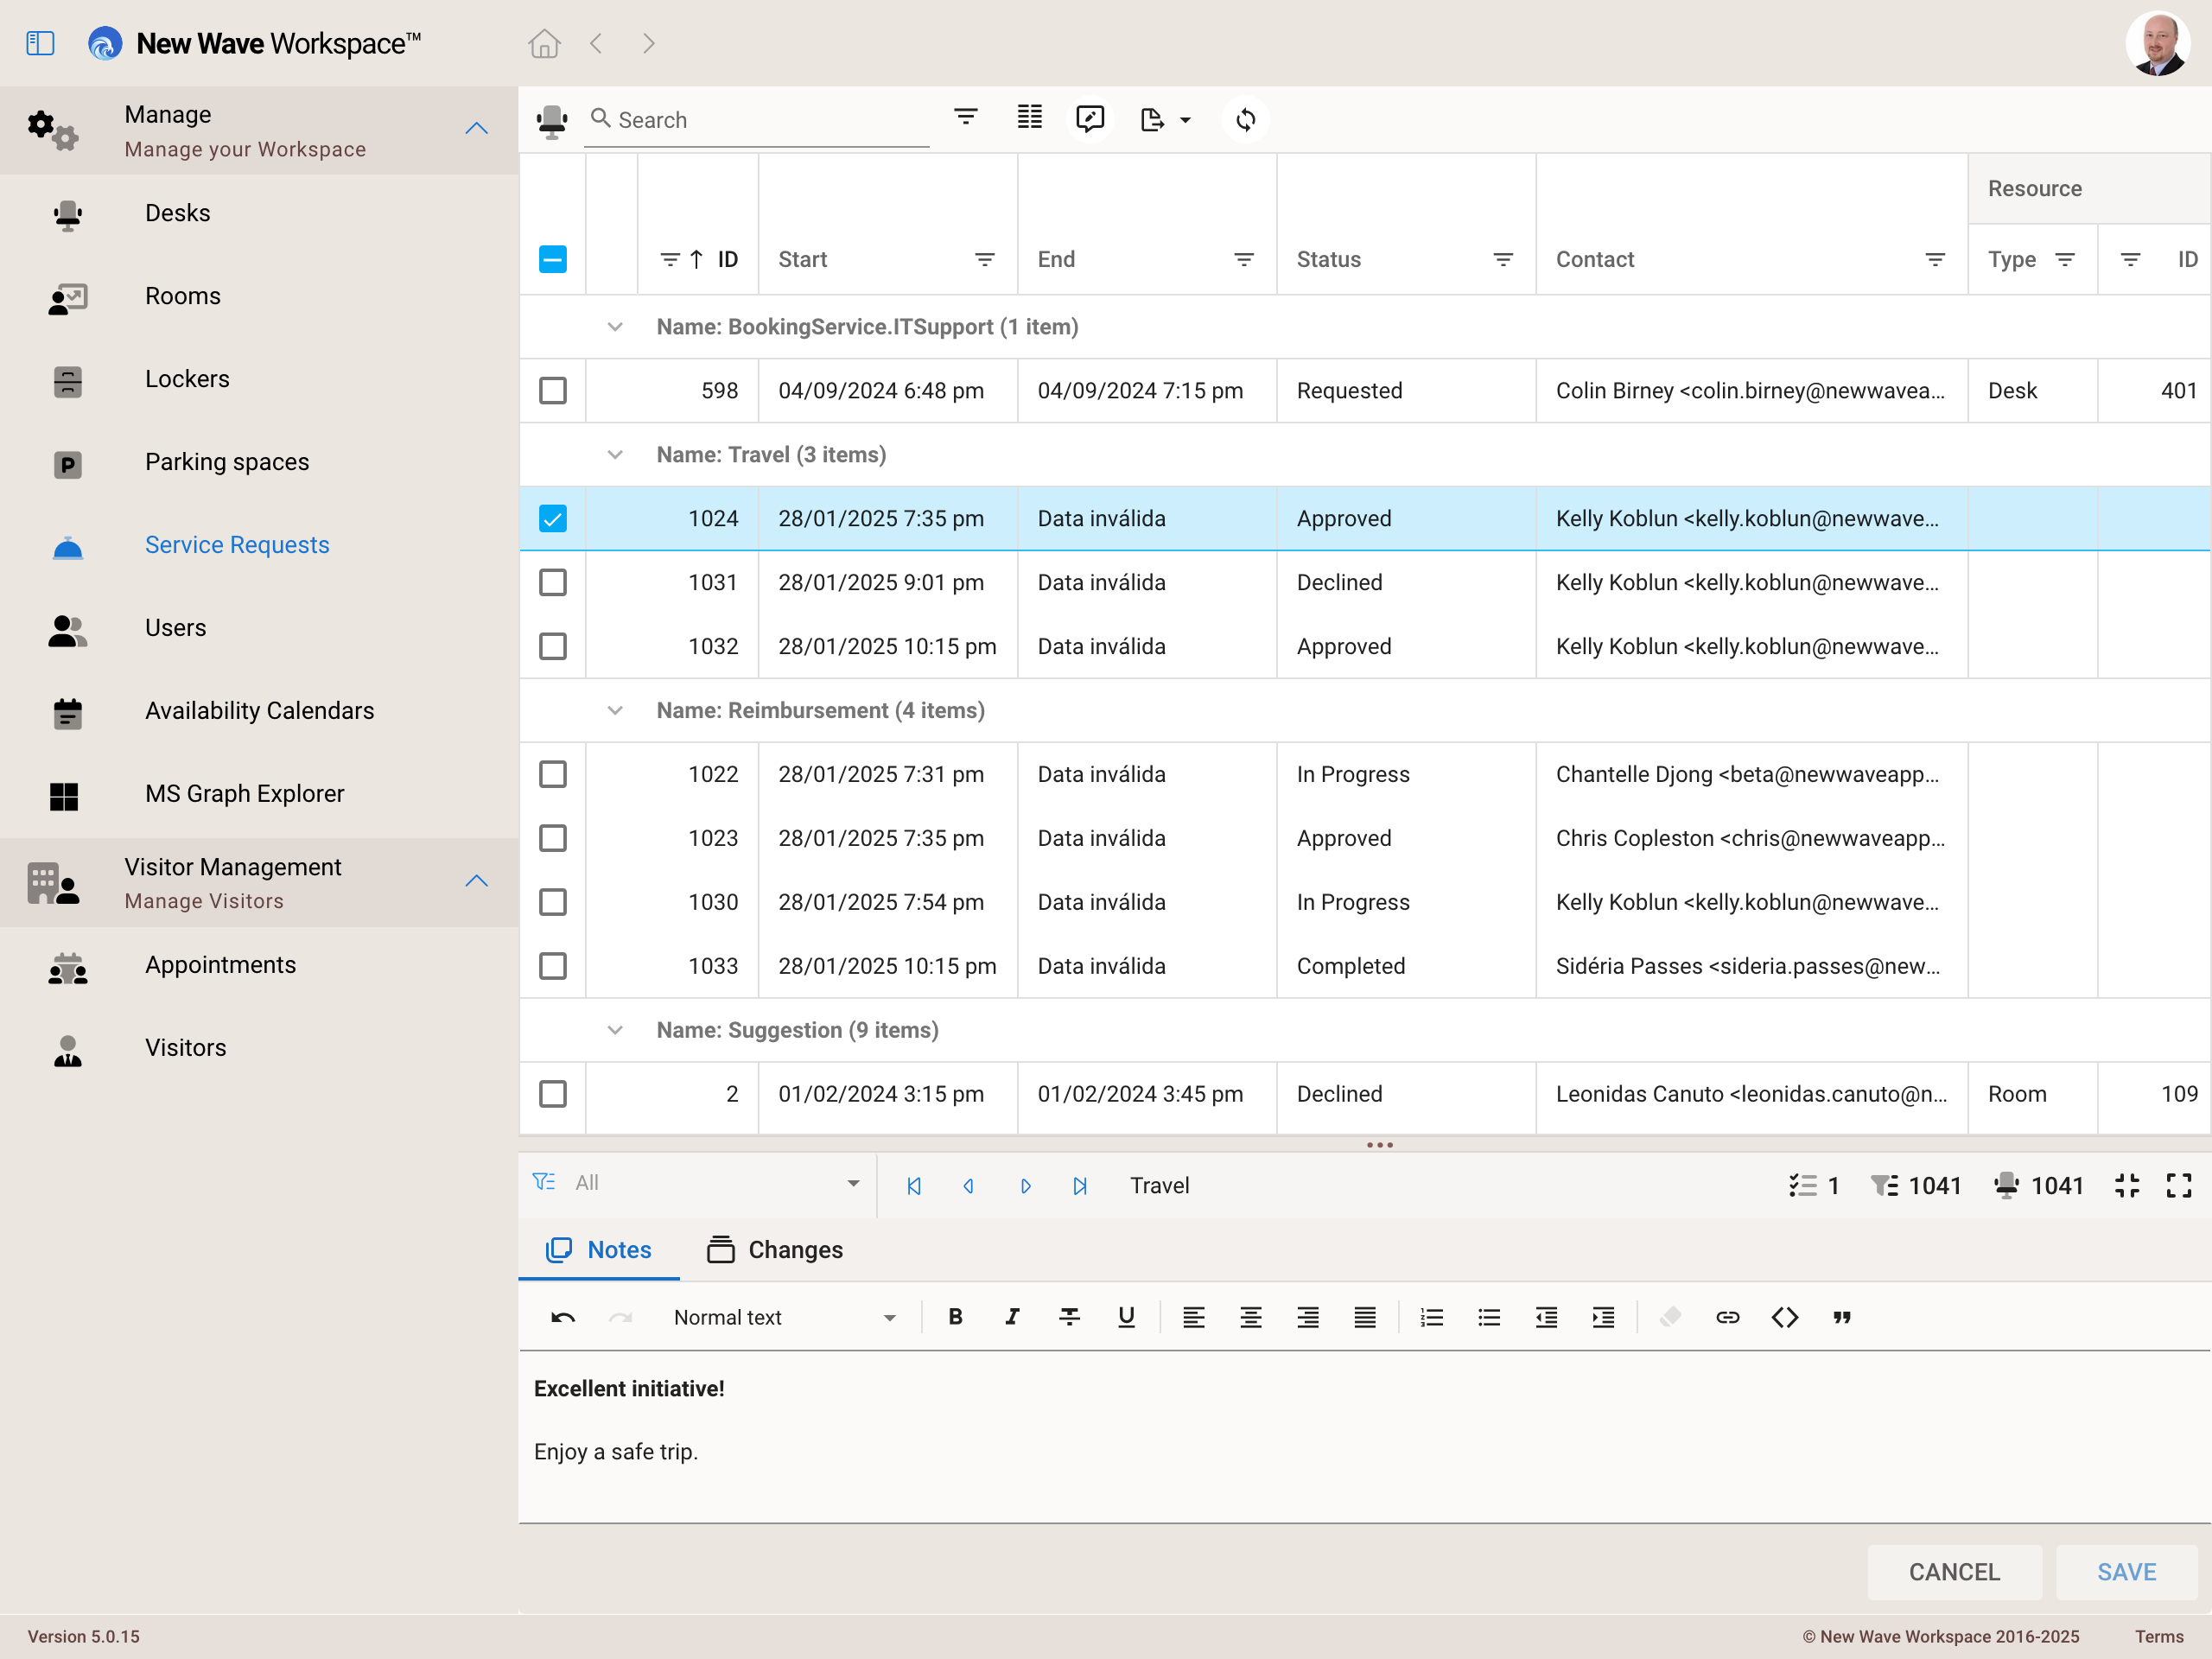 New Wave Workspace™
Manage
Manage your Workspace
Desks
Rooms
Lockers
P
Parking spaces
Service Requests
Users
Availability Calendars
MS Graph Explorer
Visitor Management
Manage Visitors
Appointments
Visitors
Search
Resource
ID Start End Status Contact Type ID
Name: BookingService.ITSupport (1 item)
598 04/09/2024 6:48 pm 04/09/2024 7:15 pm Requested Colin Birney <colin.birney@newwavea... Desk 401
Name: Travel (3 items)
1024 28/01/2025 7:35 pm Data inválida Approved Kelly Koblun <kelly.koblun@newwave...
1031 28/01/2025 9:01 pm Data inválida Declined Kelly Koblun <kelly.koblun@newwave...
1032 28/01/2025 10:15 pm Data inválida Approved Kelly Koblun <kelly.koblun@newwave...
Name: Reimbursement (4 items)
1022 28/01/2025 7:31 pm Data inválida In Progress Chantelle Djong <beta@newwaveapp...
1023 28/01/2025 7:35 pm Data inválida Approved Chris Copleston <chris@newwaveapp...
1030 28/01/2025 7:54 pm Data inválida In Progress Kelly Koblun <kelly.koblun@newwave...
1033 28/01/2025 10:15 pm Data inválida Completed Sidéria Passes <sideria.passes@new...
Name: Suggestion (9 items)
2 01/02/2024 3:15 pm 01/02/2024 3:45 pm Declined Leonidas Canuto <leonidas.canuto@n... Room 109
All Travel 1 1041 1041
Notes Changes
Normal text B I T U
Excellent initiative!
Enjoy a safe trip.
CANCEL SAVE
Version 5.0.15 © New Wave Workspace 2016-2025 Terms